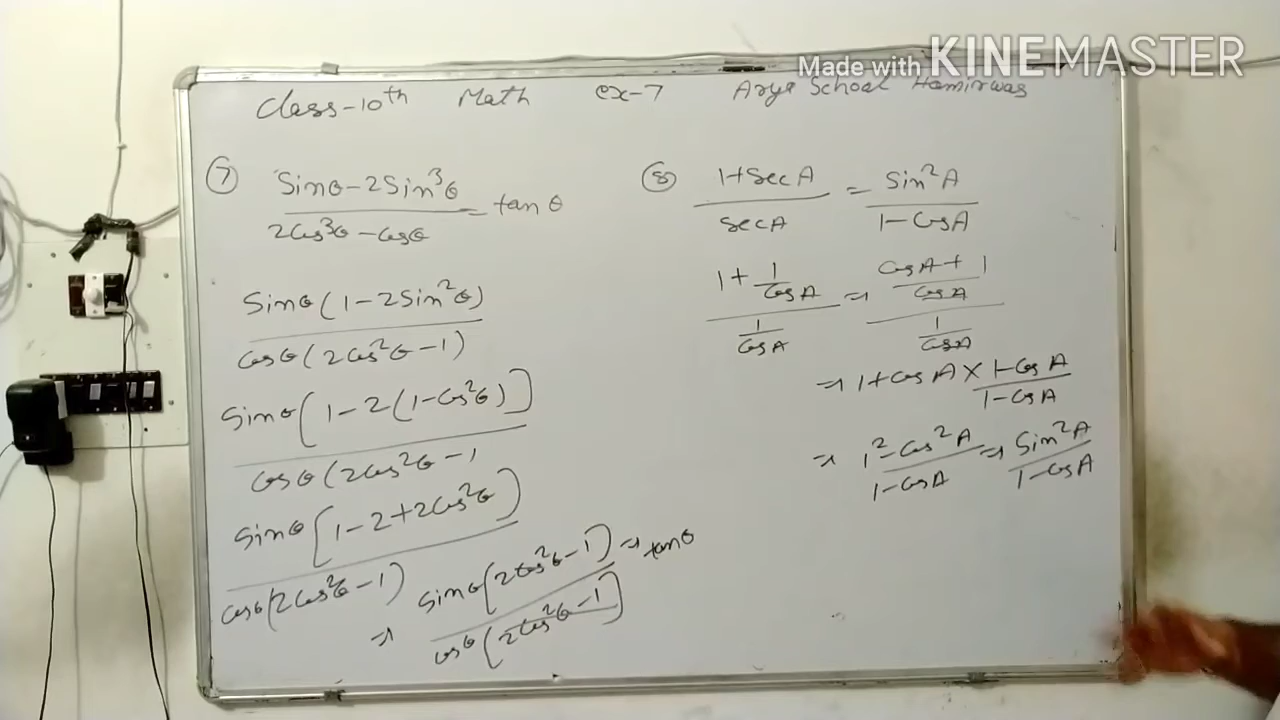 Made with KINEMASTER
Class-10th Math ex-7 Arya School Hamirwas
⑦ Sinθ-2Sin³θ / 2Cos³θ-Cosθ = tanθ
Sinθ(1-2Sin²θ) / Cosθ(2Cos²θ-1)
Sinθ[1-2(1-Cos²θ)] / Cosθ(2Cos²θ-1
Sinθ[1-2+2Cos²θ) / Cosθ(2Cos²θ-1)
⇒ Sinθ[2Cos²θ-1) / Cosθ[2Cos²θ-1] ⇒ tanθ
⑧ 1+SecA / SecA = Sin²A / 1-CosA
1+ 1/CosA / 1/CosA ⇒ CosA+1/CosA / 1/CosA
⇒ 1+CosA × 1-CosA / 1-CosA
⇒ 1²-Cos²A / 1-CosA ⇒ Sin²A / 1-CosA